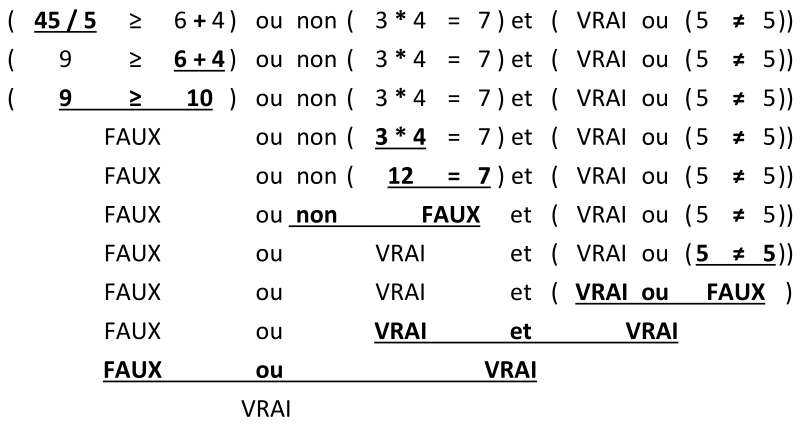 ( 45 / 5 ≥ 6 + 4 ) ou non ( 3 * 4 = 7 ) et ( VRAI ou ( 5 ≠ 5 ))
( 9 ≥ 6 + 4 ) ou non ( 3 * 4 = 7 ) et ( VRAI ou ( 5 ≠ 5 ))
( 9 ≥ 10 ) ou non ( 3 * 4 = 7 ) et ( VRAI ou ( 5 ≠ 5 ))
FAUX ou non ( 3 * 4 = 7 ) et ( VRAI ou ( 5 ≠ 5 ))
FAUX ou non ( 12 = 7 ) et ( VRAI ou ( 5 ≠ 5 ))
FAUX ou non FAUX et ( VRAI ou ( 5 ≠ 5 ))
FAUX ou VRAI et ( VRAI ou ( 5 ≠ 5 ))
FAUX ou VRAI et ( VRAI ou FAUX )
FAUX ou VRAI et VRAI
FAUX ou VRAI
VRAI